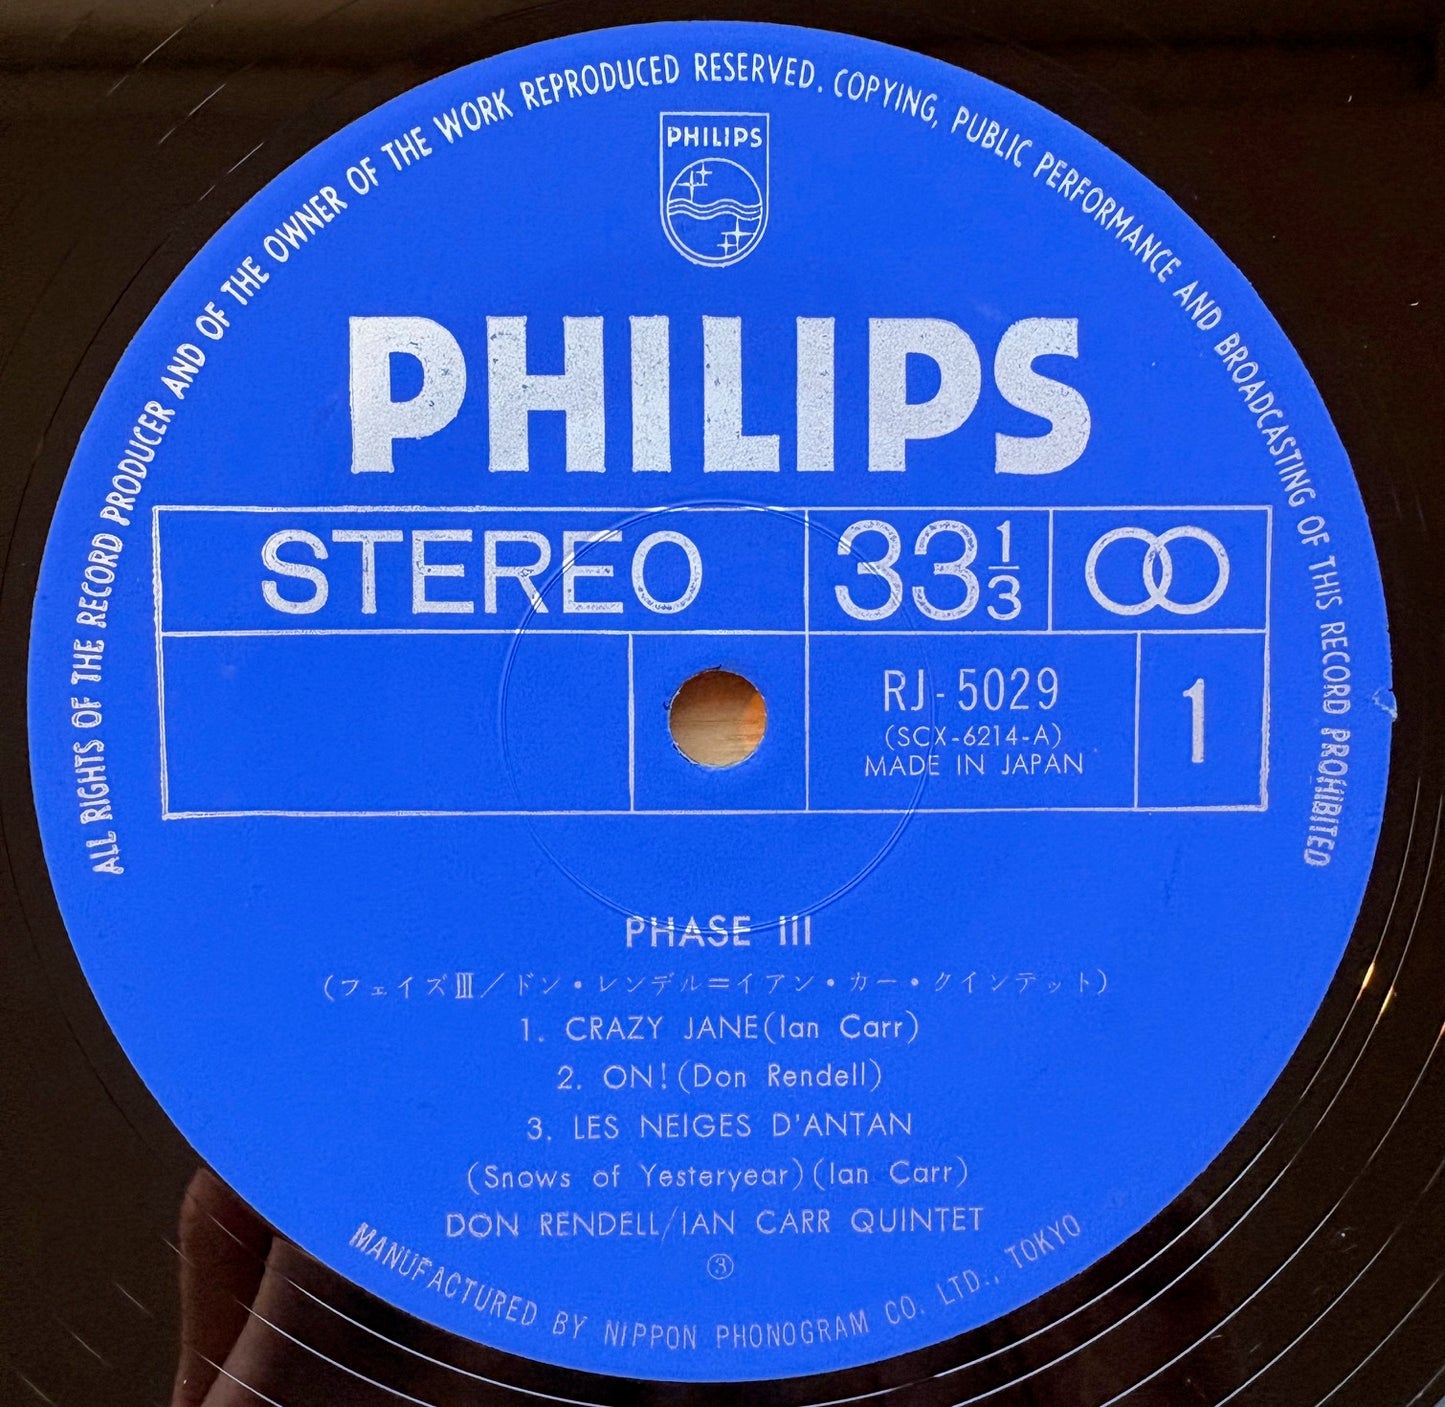 ALL RIGHTS OF THE RECORD PRODUCER AND OF THE OWNER OF THE WORK REPRODUCED RESERVED. COPYING, PUBLIC PERFORMANCE AND BROADCASTING OF THIS RECORD PROHIBITED
PHILIPS
PHILIPS
STEREO
33 1/3
RJ-5029
(SCX-6214-A)
MADE IN JAPAN
1
PHASE III
(フェイズⅢ／ドン・レンデル＝イアン・カー・クインテット)
1. CRAZY JANE(Ian Carr)
2. ON!(Don Rendell)
3. LES NEIGES D'ANTAN
(Snows of Yesteryear)(Ian Carr)
DON RENDELL/IAN CARR QUINTET
③
MANUFACTURED BY NIPPON PHONOGRAM CO. LTD., TOKYO